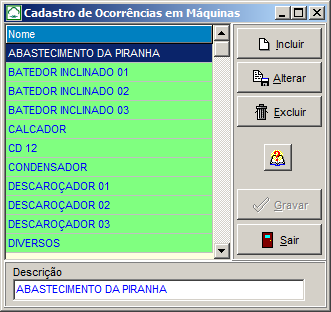 Cadastro de Ocorrências em Máquinas
Nome
ABASTECIMENTO DA PIRANHA
BATEDOR INCLINADO 01
BATEDOR INCLINADO 02
BATEDOR INCLINADO 03
CALCADOR
CD 12
CONDENSADOR
DESCAROÇADOR 01
DESCAROÇADOR 02
DESCAROÇADOR 03
DIVERSOS
Incluir
Alterar
Excluir
Gravar
Sair
Descrição
ABASTECIMENTO DA PIRANHA